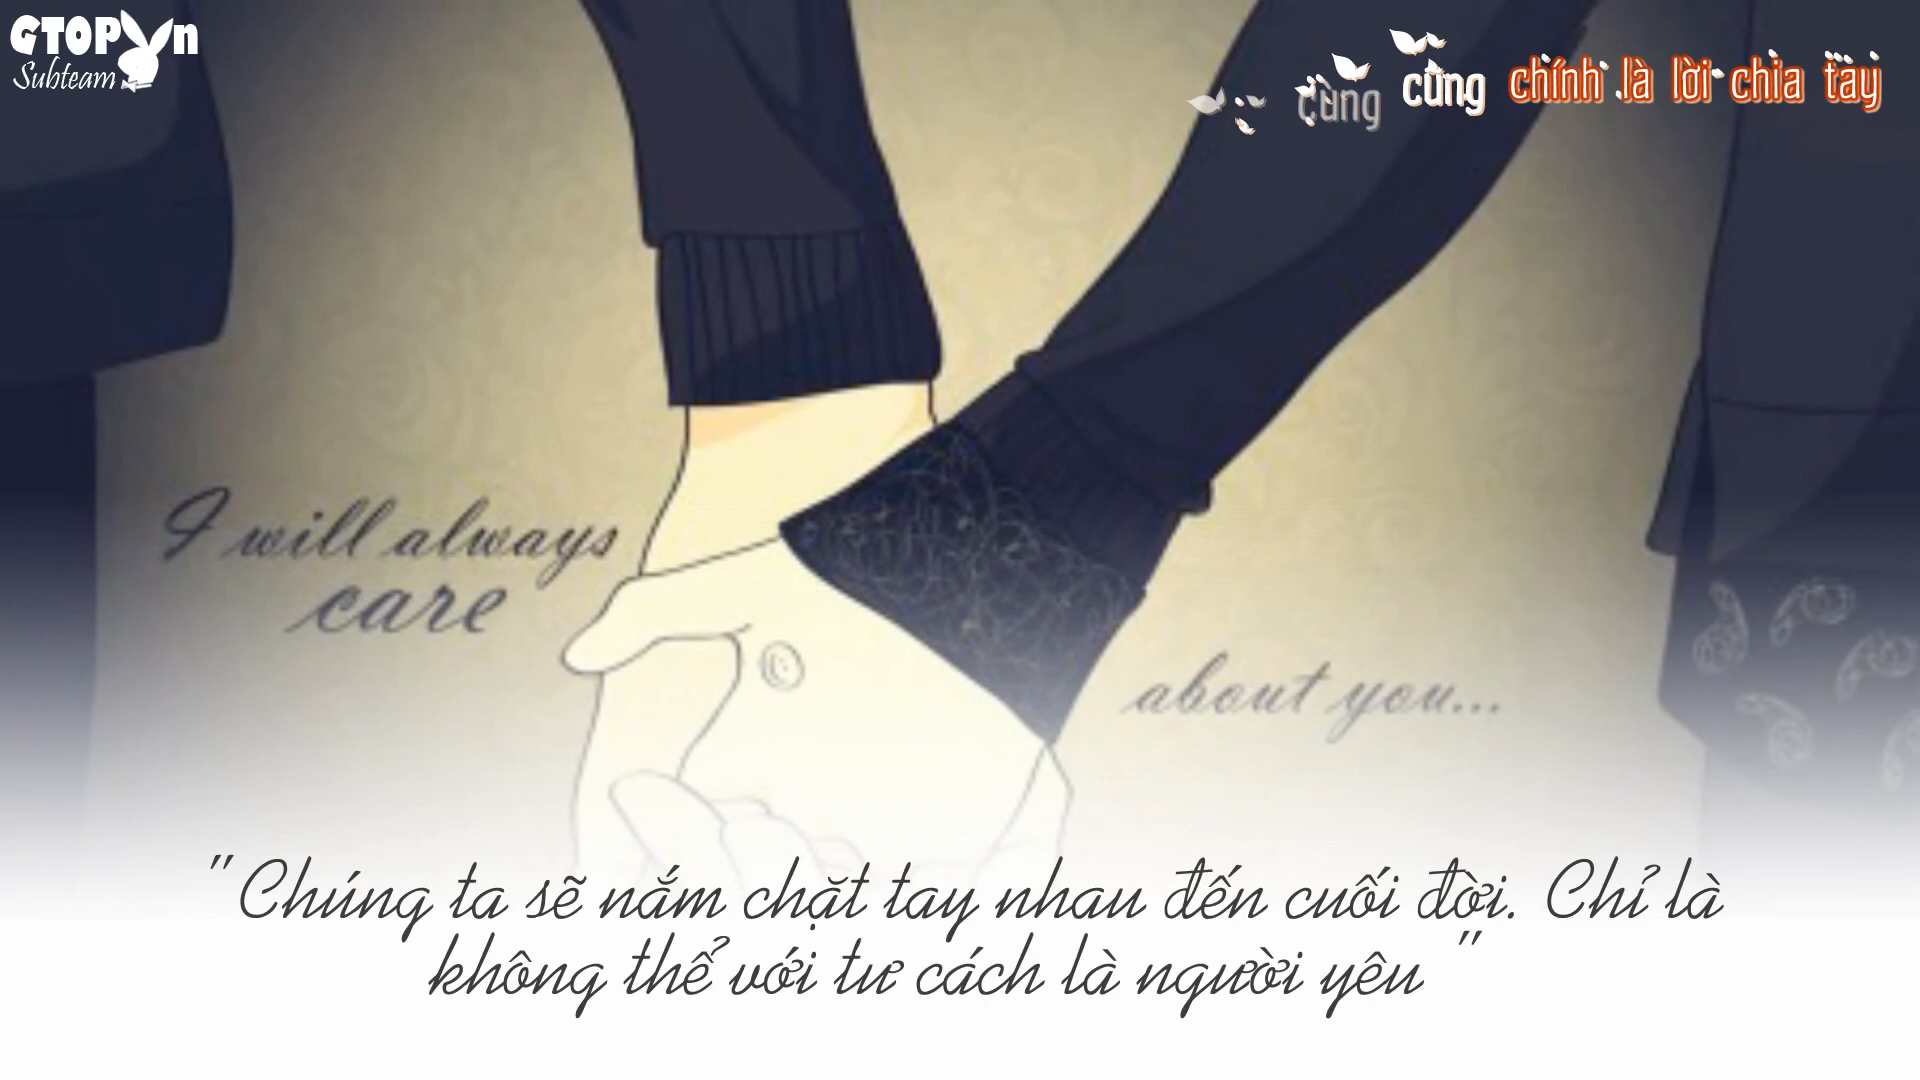 GTOPVn
Subteam
cùng cũng chính là lời chia tay
I will always
care
about you...
"Chúng ta sẽ nắm chặt tay nhau đến cuối đời. Chỉ là
không thể với tư cách là người yêu"